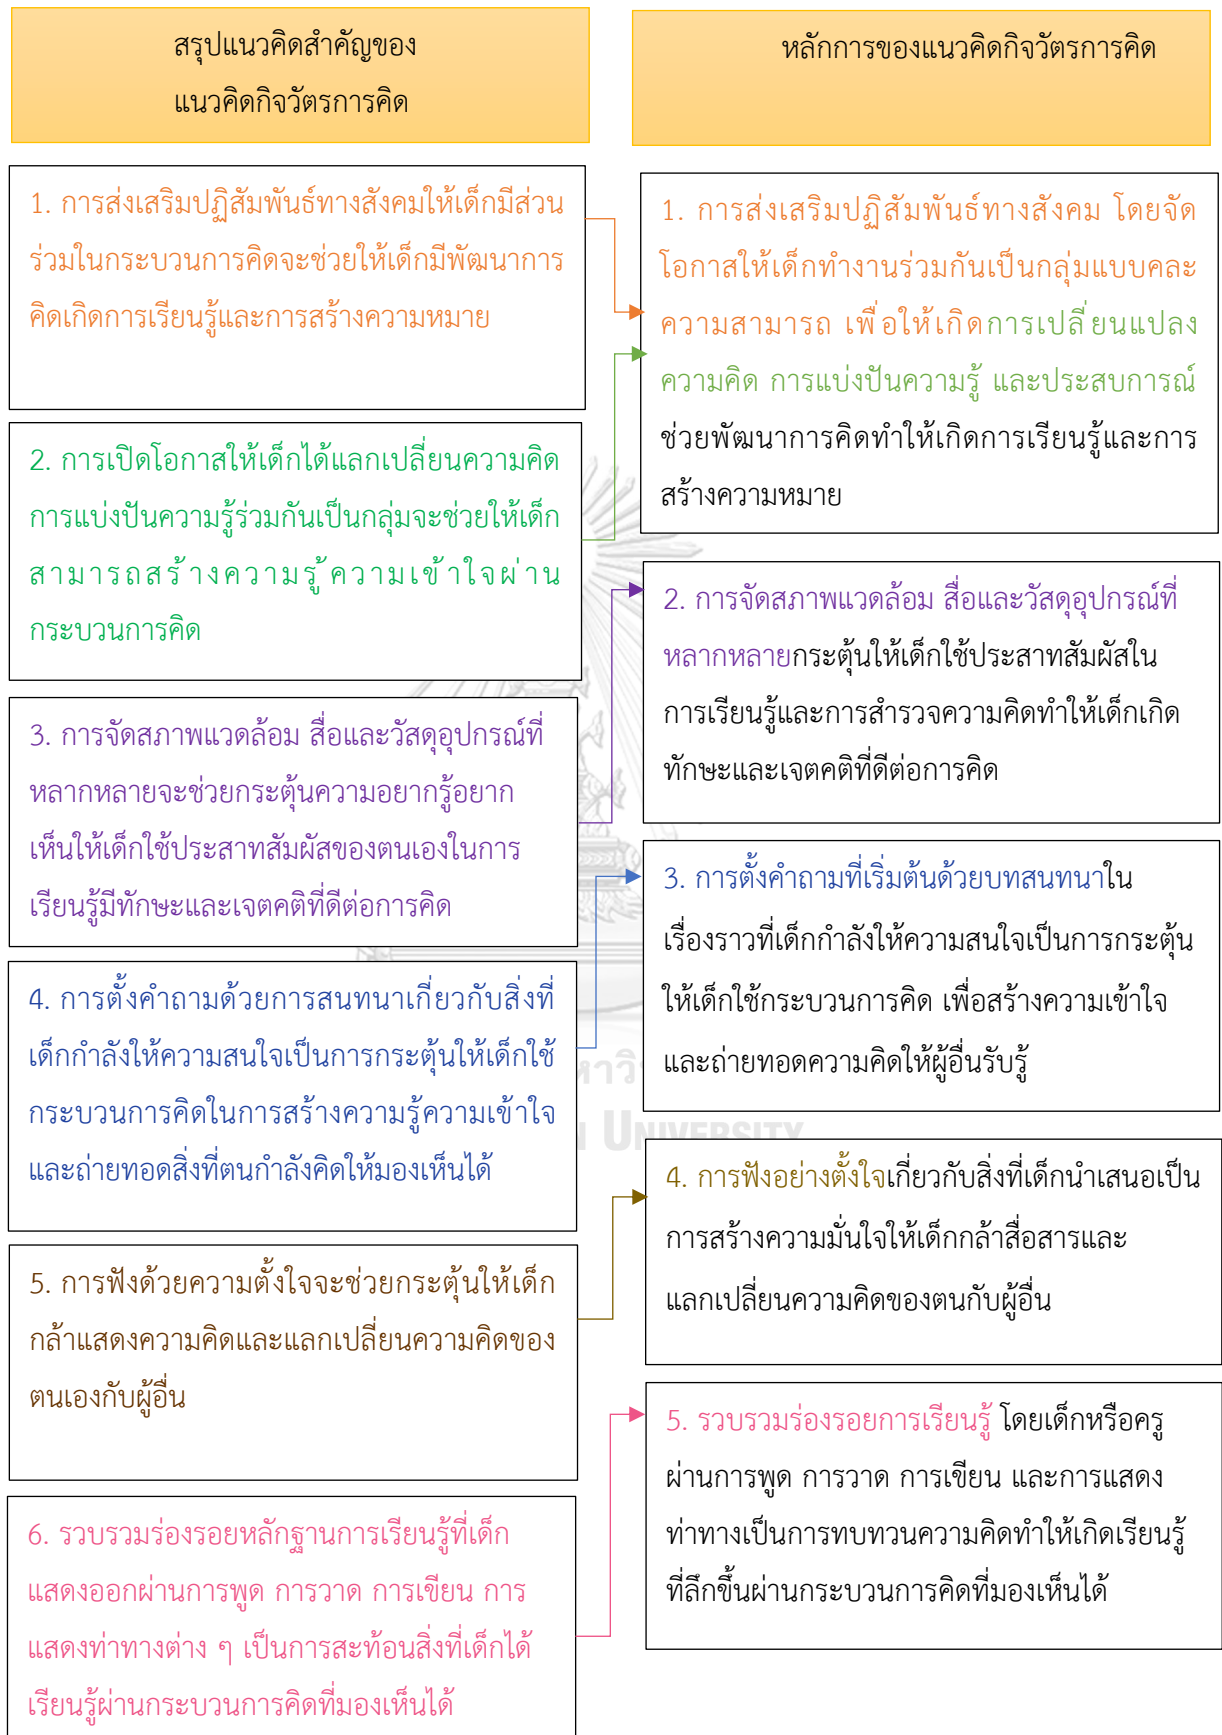 สรุปแนวคิดสำคัญของ
แนวคิดกิจวัตรการคิด
1. การส่งเสริมปฏิสัมพันธ์ทางสังคมให้เด็กมีส่วน
ร่วมในกระบวนการคิดจะช่วยให้เด็กมีพัฒนาการ
คิดเกิดการเรียนรู้และการสร้างความหมาย
2. การเปิดโอกาสให้เด็กได้แลกเปลี่ยนความคิด
การแบ่งปันความรู้ร่วมกันเป็นกลุ่มจะช่วยให้เด็ก
สามารถสร้างความรู้ความเข้าใจผ่าน
กระบวนการคิด
3. การจัดสภาพแวดล้อม สื่อและวัสดุอุปกรณ์ที่
หลากหลายจะช่วยกระตุ้นความอยากรู้อยาก
เห็นให้เด็กใช้ประสาทสัมผัสของตนเองในการ
เรียนรู้มีทักษะและเจตคติที่ดีต่อการคิด
4. การตั้งคำถามด้วยการสนทนาเกี่ยวกับสิ่งที่
เด็กกำลังให้ความสนใจเป็นการกระตุ้นให้เด็กใช้
กระบวนการคิดในการสร้างความรู้ความเข้าใจ
และถ่ายทอดสิ่งที่ตนกำลังคิดให้มองเห็นได้
5. การฟังด้วยความตั้งใจจะช่วยกระตุ้นให้เด็ก
กล้าแสดงความคิดและแลกเปลี่ยนความคิดของ
ตนเองกับผู้อื่น
6. รวบรวมร่องรอยหลักฐานการเรียนรู้ที่เด็ก
แสดงออกผ่านการพูด การวาด การเขียน การ
แสดงท่าทางต่าง ๆ เป็นการสะท้อนสิ่งที่เด็กได้
เรียนรู้ผ่านกระบวนการคิดที่มองเห็นได้
หลักการของแนวคิดกิจวัตรการคิด
1. การส่งเสริมปฏิสัมพันธ์ทางสังคม โดยจัด
โอกาสให้เด็กทำงานร่วมกันเป็นกลุ่มแบบคละ
ความสามารถ เพื่อให้เกิดการเปลี่ยนแปลง
ความคิด การแบ่งปันความรู้ และประสบการณ์
ช่วยพัฒนาการคิดทำให้เกิดการเรียนรู้และการ
สร้างความหมาย
2. การจัดสภาพแวดล้อม สื่อและวัสดุอุปกรณ์ที่
หลากหลายกระตุ้นให้เด็กใช้ประสาทสัมผัสใน
การเรียนรู้และการสำรวจความคิดทำให้เด็กเกิด
ทักษะและเจตคติที่ดีต่อการคิด
3. การตั้งคำถามที่เริ่มต้นด้วยบทสนทนาใน
เรื่องราวที่เด็กกำลังให้ความสนใจเป็นการกระตุ้น
ให้เด็กใช้กระบวนการคิด เพื่อสร้างความเข้าใจ
และถ่ายทอดความคิดให้ผู้อื่นรับรู้
UNIVERSITY
4. การฟังอย่างตั้งใจเกี่ยวกับสิ่งที่เด็กนำเสนอเป็น
การสร้างความมั่นใจให้เด็กกล้าสื่อสารและ
แลกเปลี่ยนความคิดของตนกับผู้อื่น
5. รวบรวมร่องรอยการเรียนรู้ โดยเด็กหรือครู
ผ่านการพูด การวาด การเขียน และการแสดง
ท่าทางเป็นการทบทวนความคิดทำให้เกิดเรียนรู้
ที่ลึกขึ้นผ่านกระบวนการคิดที่มองเห็นได้